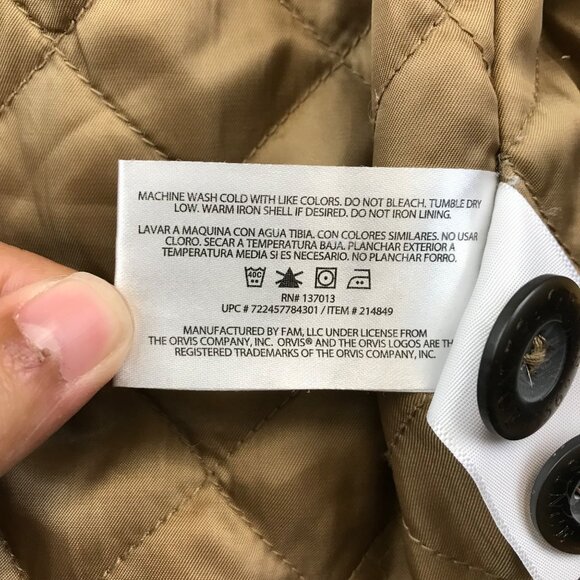 MACHINE WASH COLD WITH LIKE COLORS. DO NOT BLEACH. TUMBLE DRY
LOW. WARM IRON SHELL IF DESIRED. DO NOT IRON LINING.
LAVAR A MAQUINA CON AGUA TIBIA. CON COLORES SIMILARES. NO USAR
CLORO. SECAR A TEMPERATURA BAJA. PLANCHAR EXTERIOR A
TEMPERATURA MEDIA SI ES NECESARIO. NO PLANCHAR FORRO.
40C
RN# 137013
UPC # 722457784301 / ITEM # 214849
MANUFACTURED BY FAM, LLC UNDER LICENSE FROM
THE ORVIS COMPANY, INC. ORVIS® AND THE ORVIS LOGOS ARE THE
REGISTERED TRADEMARKS OF THE ORVIS COMPANY, INC.